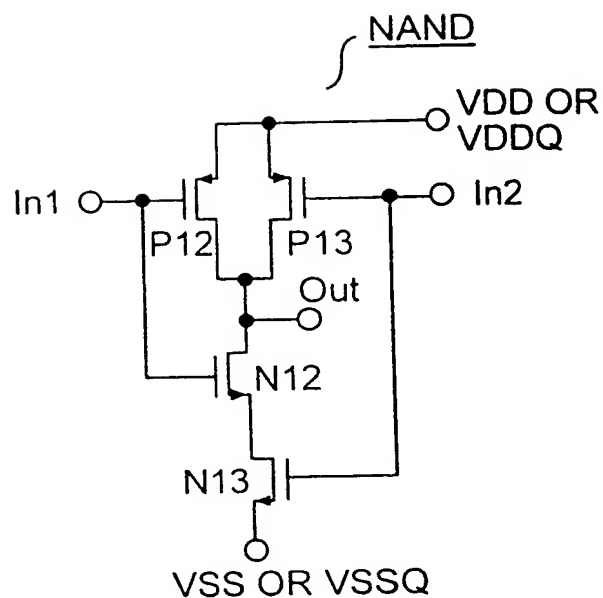 NAND
VDD OR
VDDQ
In1
In2
P12
P13
Out
N12
N13
VSS OR VSSQ